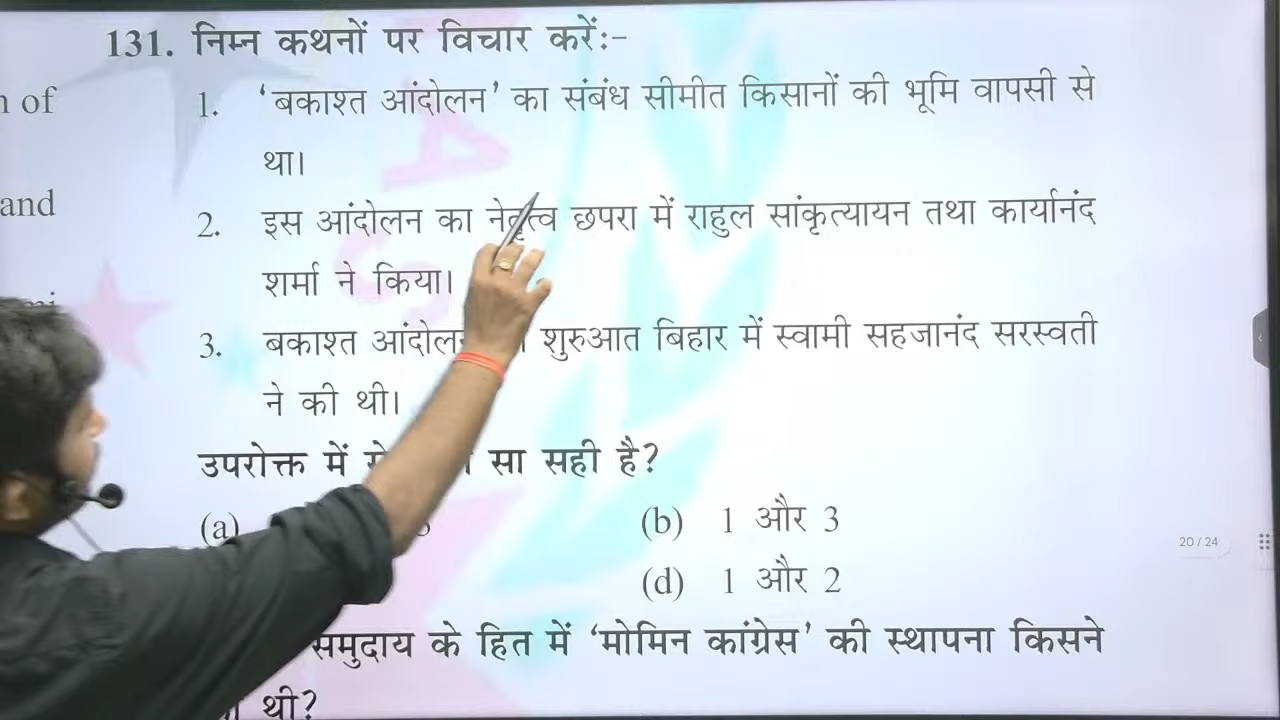 131. निम्न कथनों पर विचार करें:-
1. 'बकाश्त आंदोलन' का संबंध सीमीत किसानों की भूमि वापसी से
था।
2. इस आंदोलन का नेतृत्व छपरा में राहुल सांकृत्यायन तथा कार्यानंद
शर्मा ने किया।
3. बकाश्त शुरुआत बिहार में स्वामी सहजानंद सरस्वती
ने की थी।
उपरोक्त में सा सही है?
(a) (b) 1 और 3
(d) 1 और 2
समुदाय के हित में 'मोमिन कांग्रेस' की स्थापना किसने
थी?
of
and
20 / 24